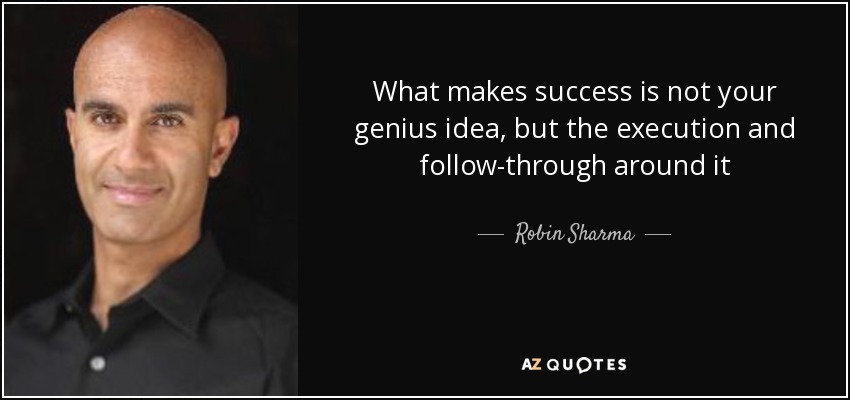 What makes success is not your
genius idea, but the execution and
follow-through around it
Robin Sharma
AZ QUOTES